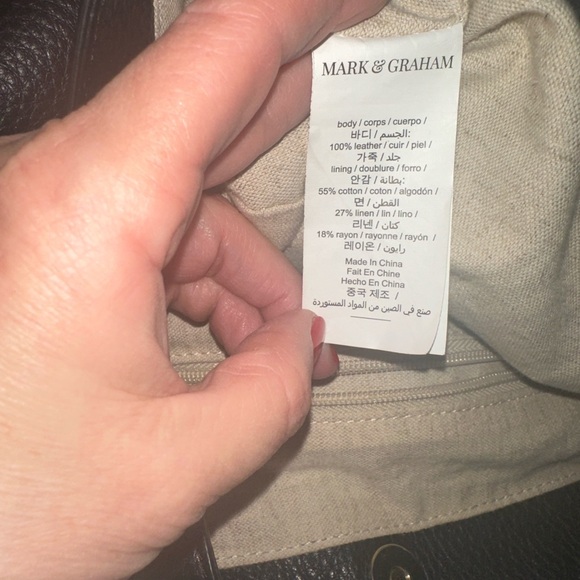 MARK & GRAHAM
body / corps / cuerpo /
바디 / الجسم:
100% leather / cuir / piel /
가죽 / جلد
lining / doublure / forro /
안감 / بطانة:
55% cotton / coton / algodón /
면 / القطن
27% linen / lin / lino /
리넨 / كتان
18% rayon / rayonne / rayón /
레이온 / رايون
Made In China
Fait En Chine
Hecho En China
중국 제조 /
صنع في الصين من المواد المستوردة